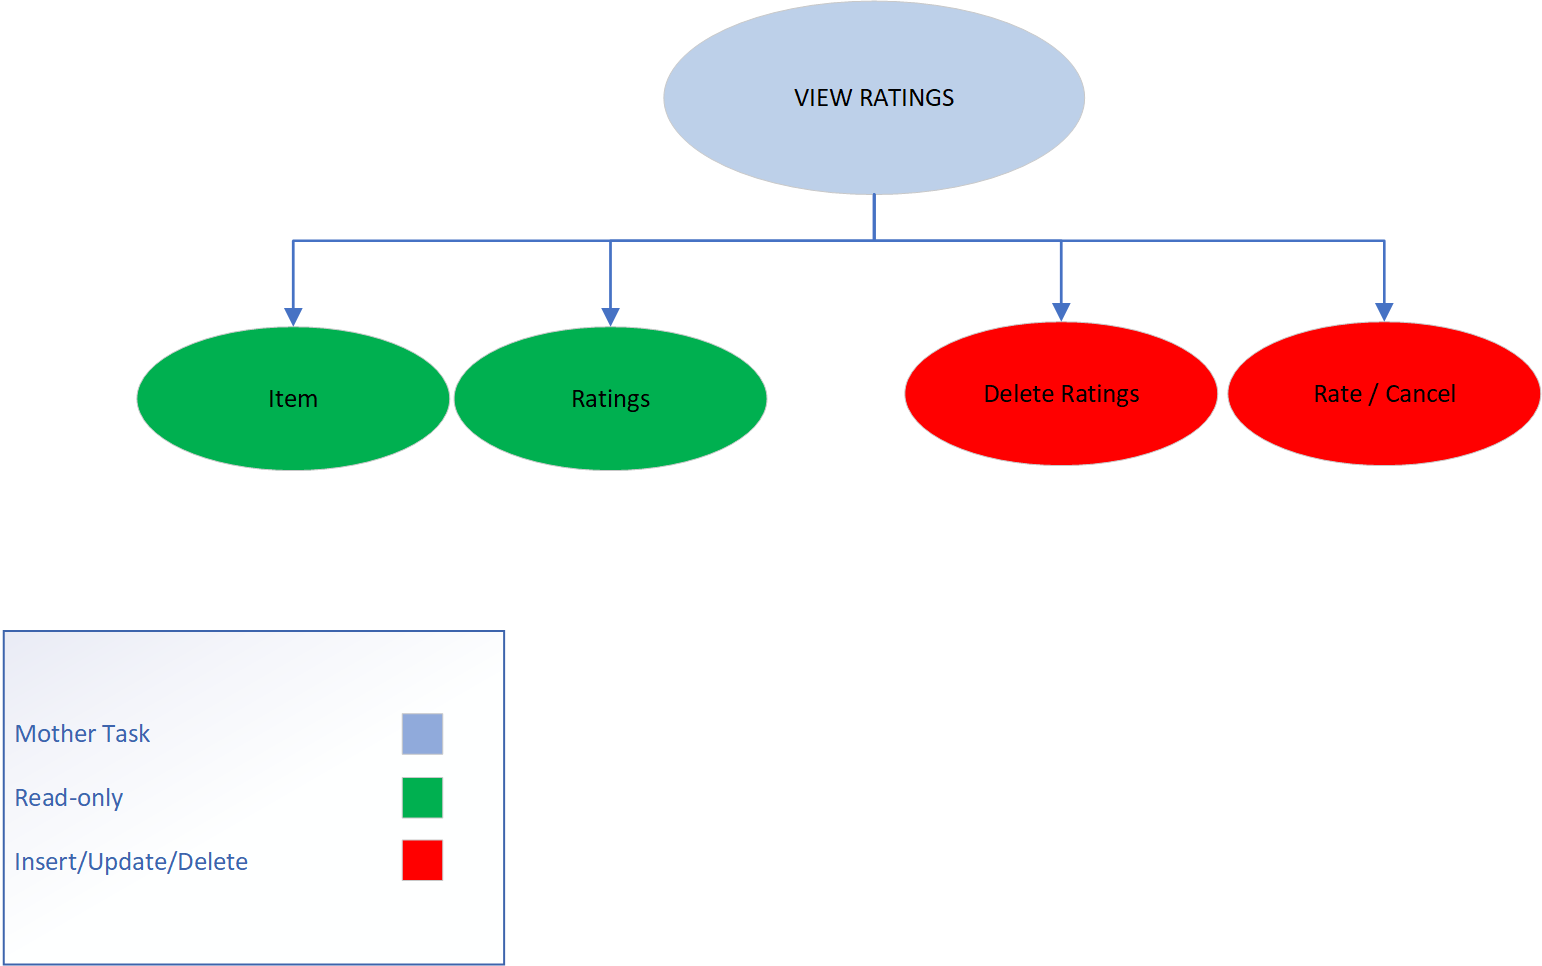 VIEW RATINGS
Item
Ratings
Delete Ratings
Rate / Cancel
Mother Task
Read-only
Insert/Update/Delete